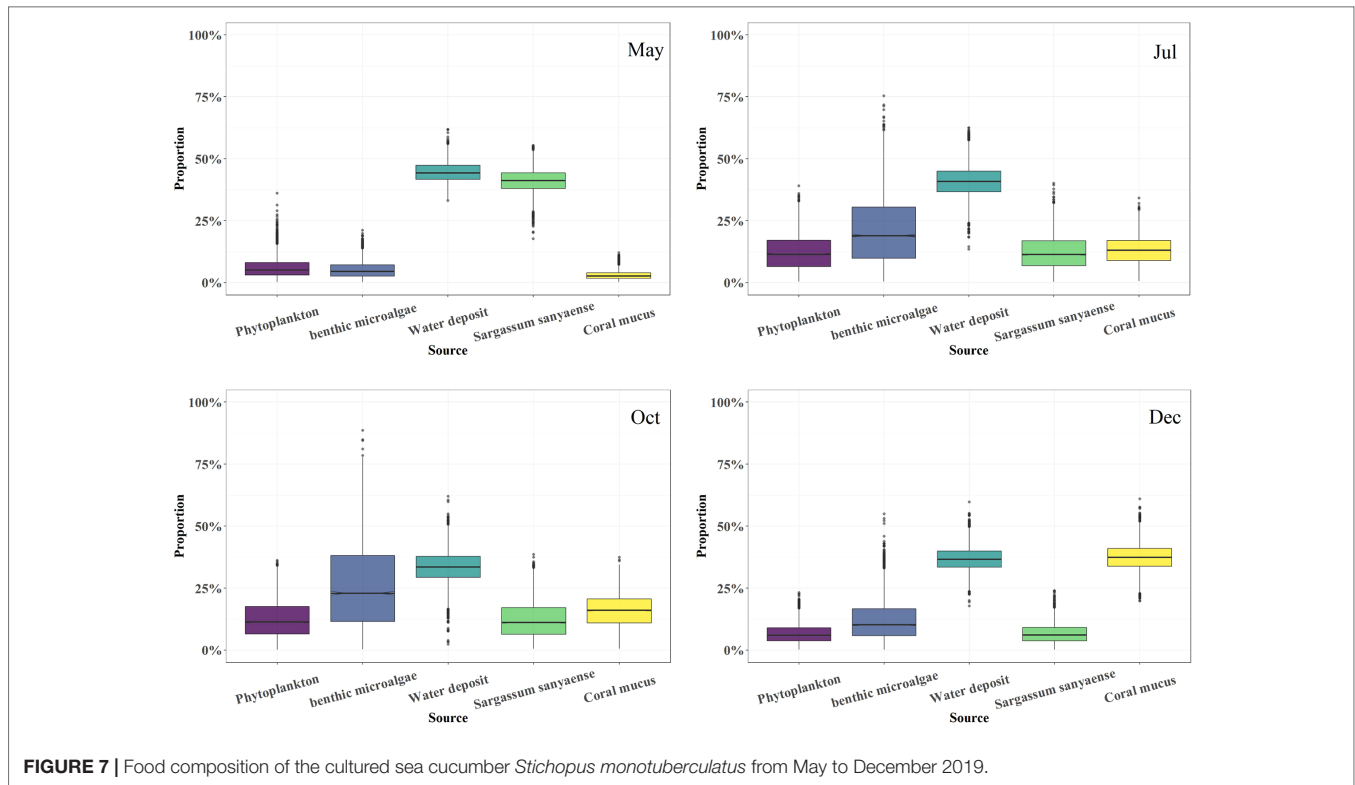 100%
75%
50%
25%
0%
Proportion
May
Phytoplankton
benthic microalgae
Water deposit
Sargassum sanyaense
Coral mucus
Source
100%
75%
50%
25%
0%
Proportion
Jul
Phytoplankton
benthic microalgae
Water deposit
Sargassum sanyaense
Coral mucus
Source
100%
75%
50%
25%
0%
Proportion
Oct
Phytoplankton
benthic microalgae
Water deposit
Sargassum sanyaense
Coral mucus
Source
100%
75%
50%
25%
0%
Proportion
Dec
Phytoplankton
benthic microalgae
Water deposit
Sargassum sanyaense
Coral mucus
Source
FIGURE 7 | Food composition of the cultured sea cucumber Stichopus monotuberculatus from May to December 2019.